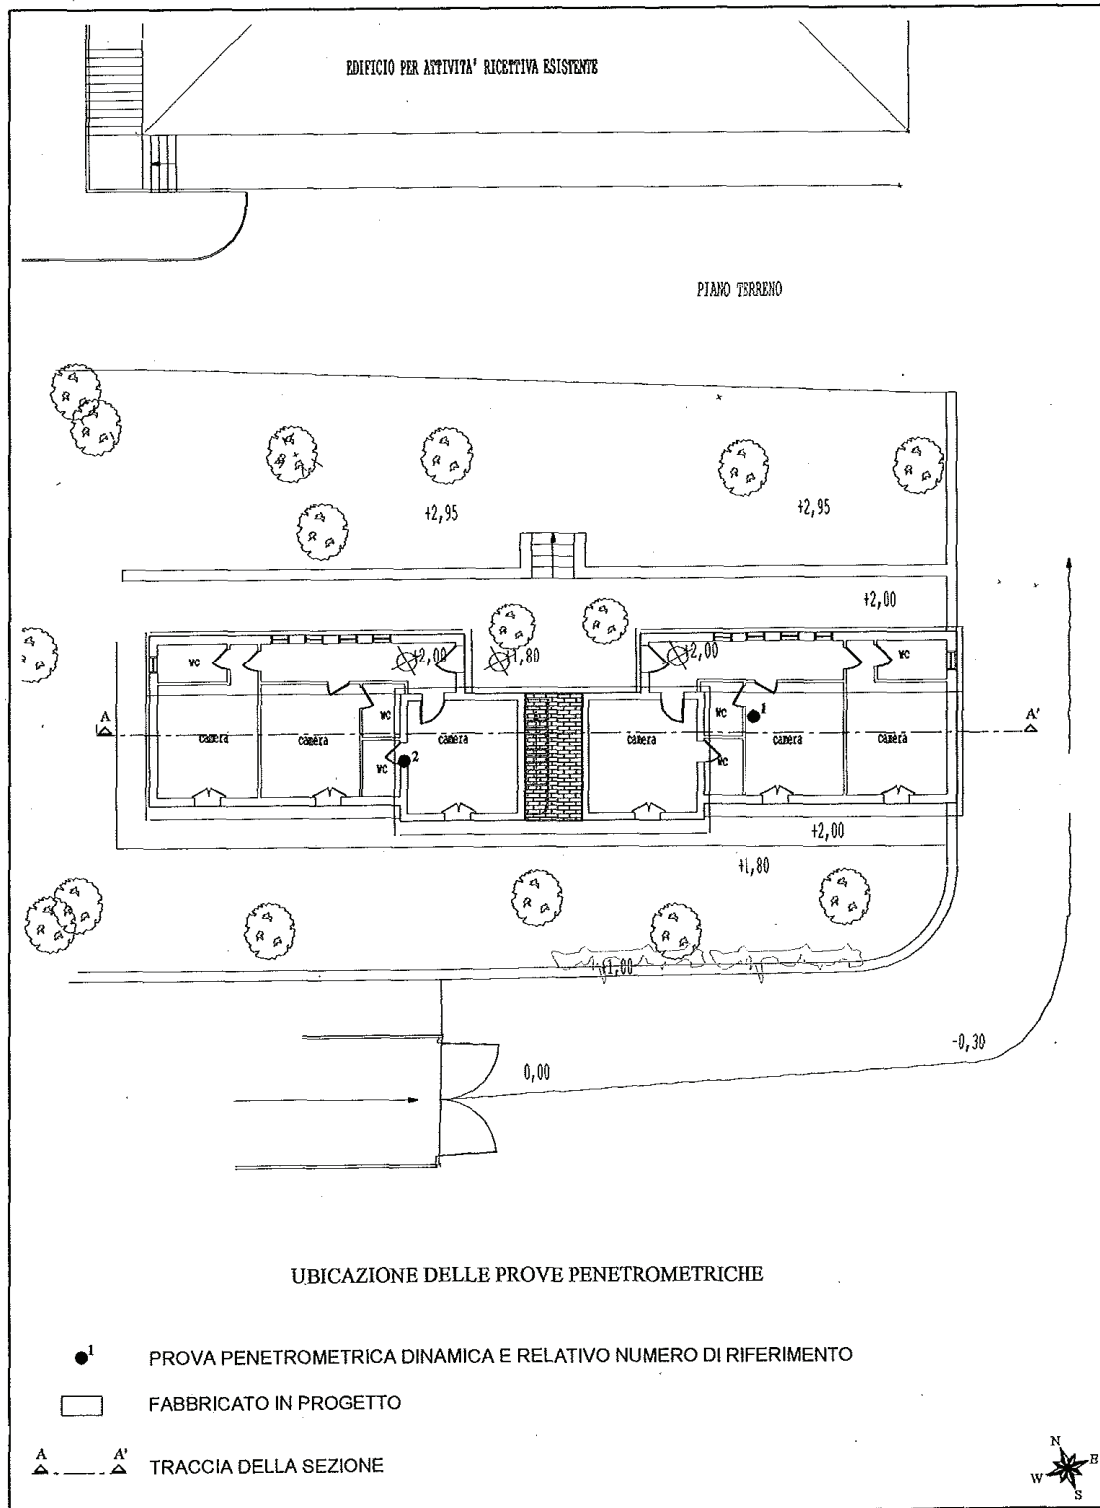 EDIFICIO PER ATTIVITA' RICETTIVA ESISTENTE
PIANO TERRENO
+2,95
+2,95
+2,00
WC
+2,00
+1,80
+2,00
WC
A
camera
camera
WC
camera
camera
WC
1
camera
camera
A'
WC
2
WC
+2,00
+1,80
+1,80
-0,30
0,00
UBICAZIONE DELLE PROVE PENETROMETRICHE
1 PROVA PENETROMETRICA DINAMICA E RELATIVO NUMERO DI RIFERIMENTO
FABBRICATO IN PROGETTO
A A' TRACCIA DELLA SEZIONE
N
E
W
S